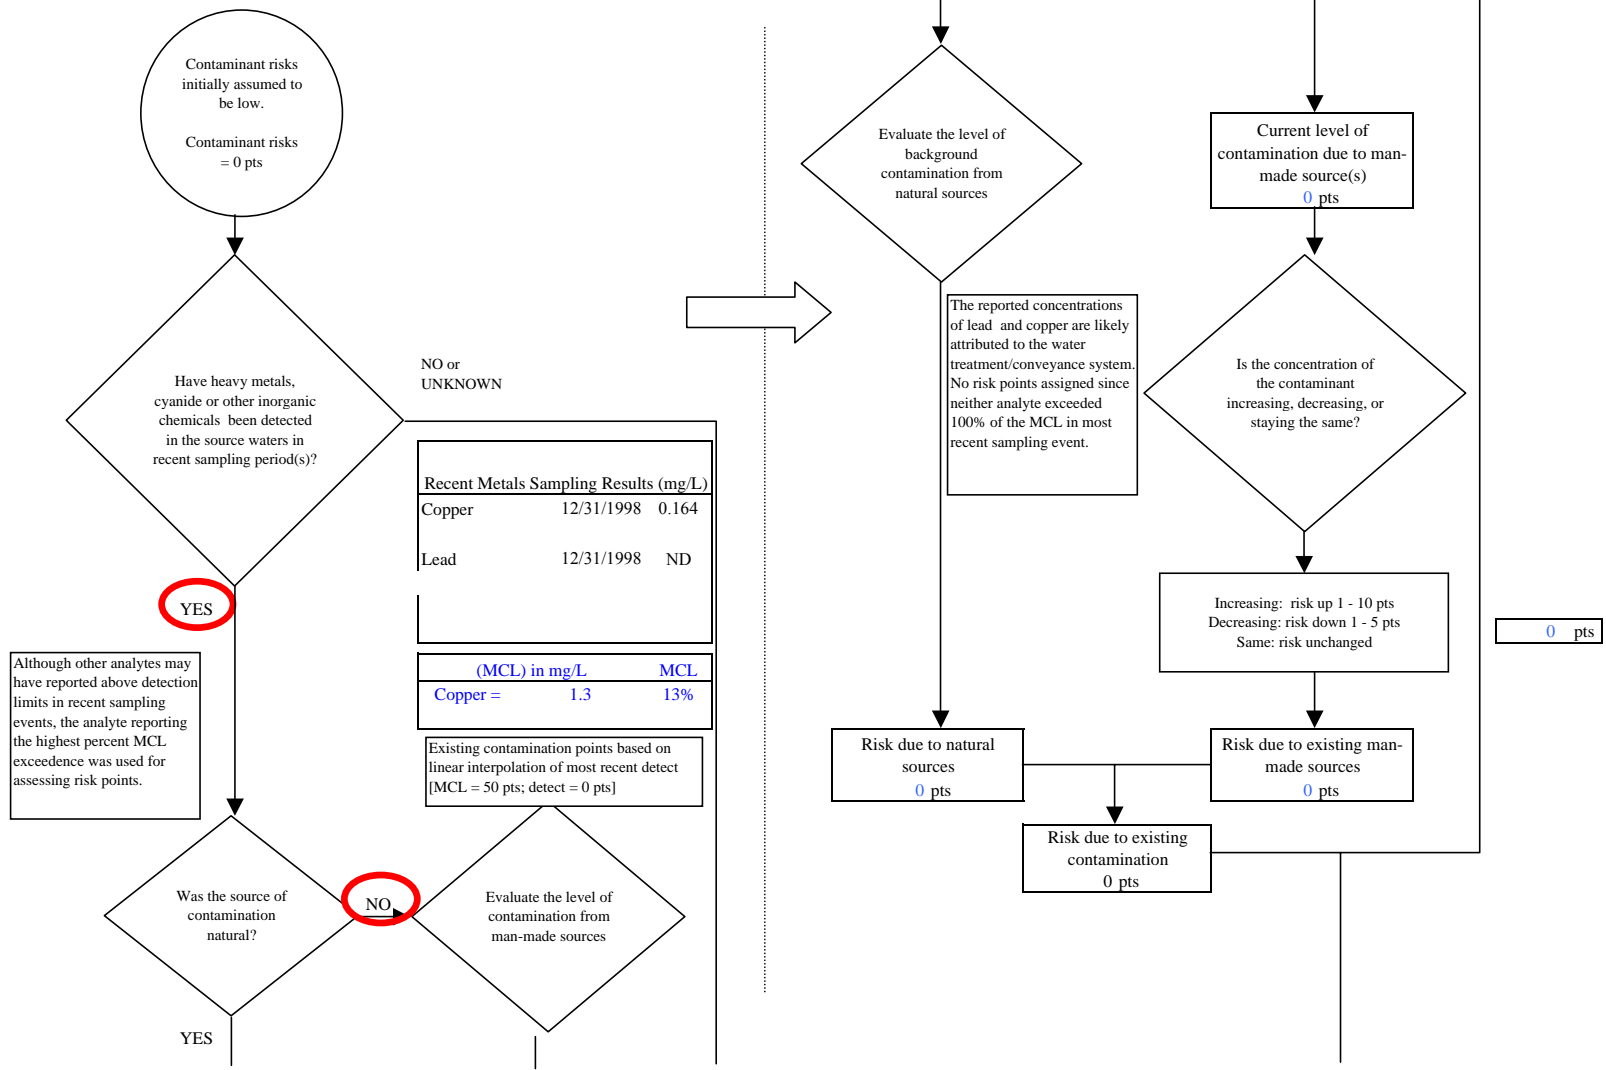 Contaminant risks
initially assumed to
be low.
Contaminant risks
= 0 pts
Have heavy metals,
cyanide or other inorganic
chemicals been detected
in the source waters in
recent sampling period(s)?
NO or
UNKNOWN
YES
Recent Metals Sampling Results (mg/L)
Copper 12/31/1998 0.164
Lead 12/31/1998 ND
(MCL) in mg/L MCL
Copper = 1.3 13%
Although other analytes may
have reported above detection
limits in recent sampling
events, the analyte reporting
the highest percent MCL
exceedence was used for
assessing risk points.
Existing contamination points based on
linear interpolation of most recent detect
[MCL = 50 pts; detect = 0 pts]
Was the source of
contamination
natural?
NO
Evaluate the level of
contamination from
man-made sources
YES
Evaluate the level of
background
contamination from
natural sources
The reported concentrations
of lead and copper are likely
attributed to the water
treatment/conveyance system.
No risk points assigned since
neither analyte exceeded
100% of the MCL in most
recent sampling event.
Current level of
contamination due to man-
made source(s)
0 pts
Is the concentration of
the contaminant
increasing, decreasing, or
staying the same?
Increasing: risk up 1 - 10 pts
Decreasing: risk down 1 - 5 pts
Same: risk unchanged
0 pts
Risk due to natural
sources
0 pts
Risk due to existing man-
made sources
0 pts
Risk due to existing
contamination
0 pts